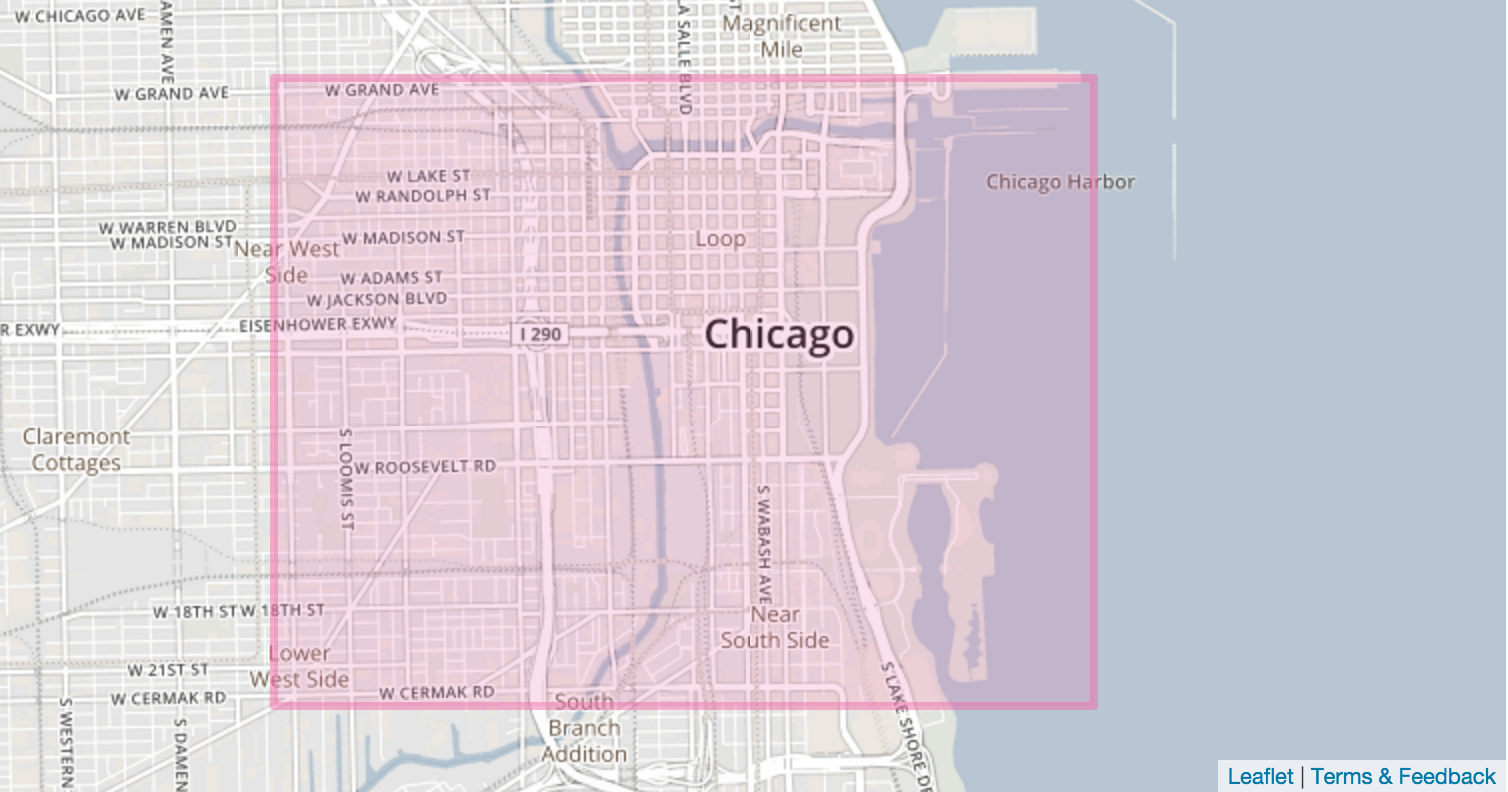 W CHICAGO AVE
AMEN AVE
LA SALLE BLVD
ST
Magnificent
Mile
W GRAND AVE
W GRAND AVE
W LAKE ST
W RANDOLPH ST
Chicago Harbor
W WARREN BLVD
W MADISON ST
Near West
Side
W MADISON ST
Loop
W ADAMS ST
W JACKSON BLVD
R EXWY
EISENHOWER EXWY
I 290
Chicago
Claremont
Cottages
S LOOMIS ST
W ROOSEVELT RD
S WABASH AVE
W 18TH ST
W 18TH ST
Near
South Side
Lower
West Side
W 21ST ST
W CERMAK RD
W CERMAK RD
S WESTERN
S DAMEN
South
Branch
Addition
S LAKE SHORE DR
Leaflet | Terms & Feedback